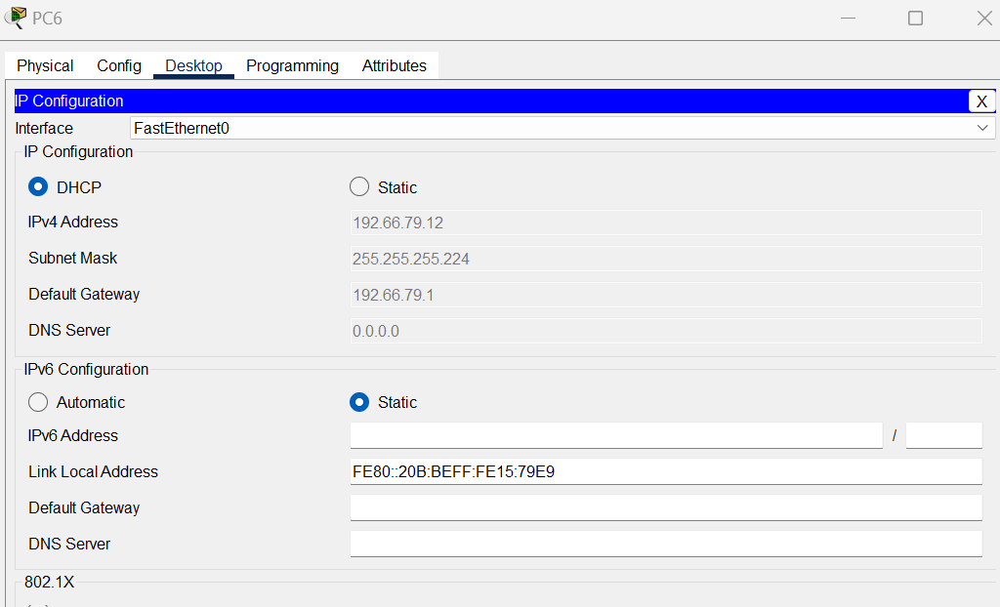 PC6
Physical Config Desktop Programming Attributes
IP Configuration X
Interface FastEthernet0
IP Configuration
DHCP Static
IPv4 Address 192.66.79.12
Subnet Mask 255.255.255.224
Default Gateway 192.66.79.1
DNS Server 0.0.0.0
IPv6 Configuration
Automatic Static
IPv6 Address /
Link Local Address FE80::20B:BEFF:FE15:79E9
Default Gateway
DNS Server
802.1X